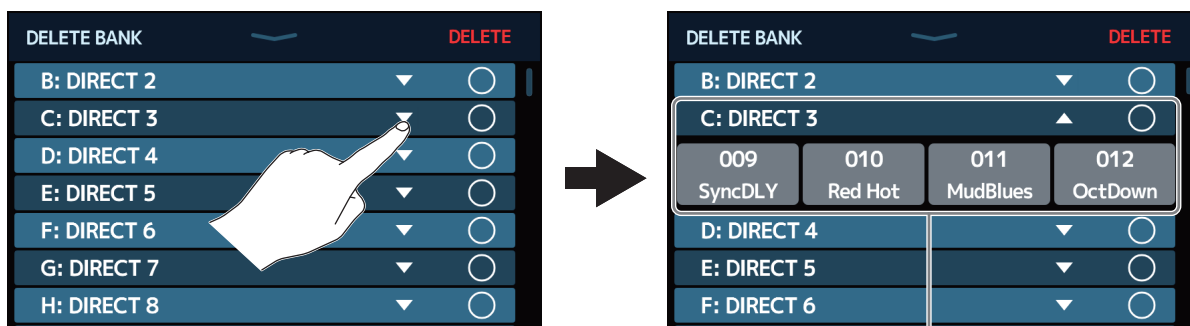 DELETE BANK DELETE
B: DIRECT 2
C: DIRECT 3
D: DIRECT 4
E: DIRECT 5
F: DIRECT 6
G: DIRECT 7
H: DIRECT 8
DELETE BANK DELETE
B: DIRECT 2
C: DIRECT 3
009 010 011 012
SyncDLY Red Hot MudBlues OctDown
D: DIRECT 4
E: DIRECT 5
F: DIRECT 6